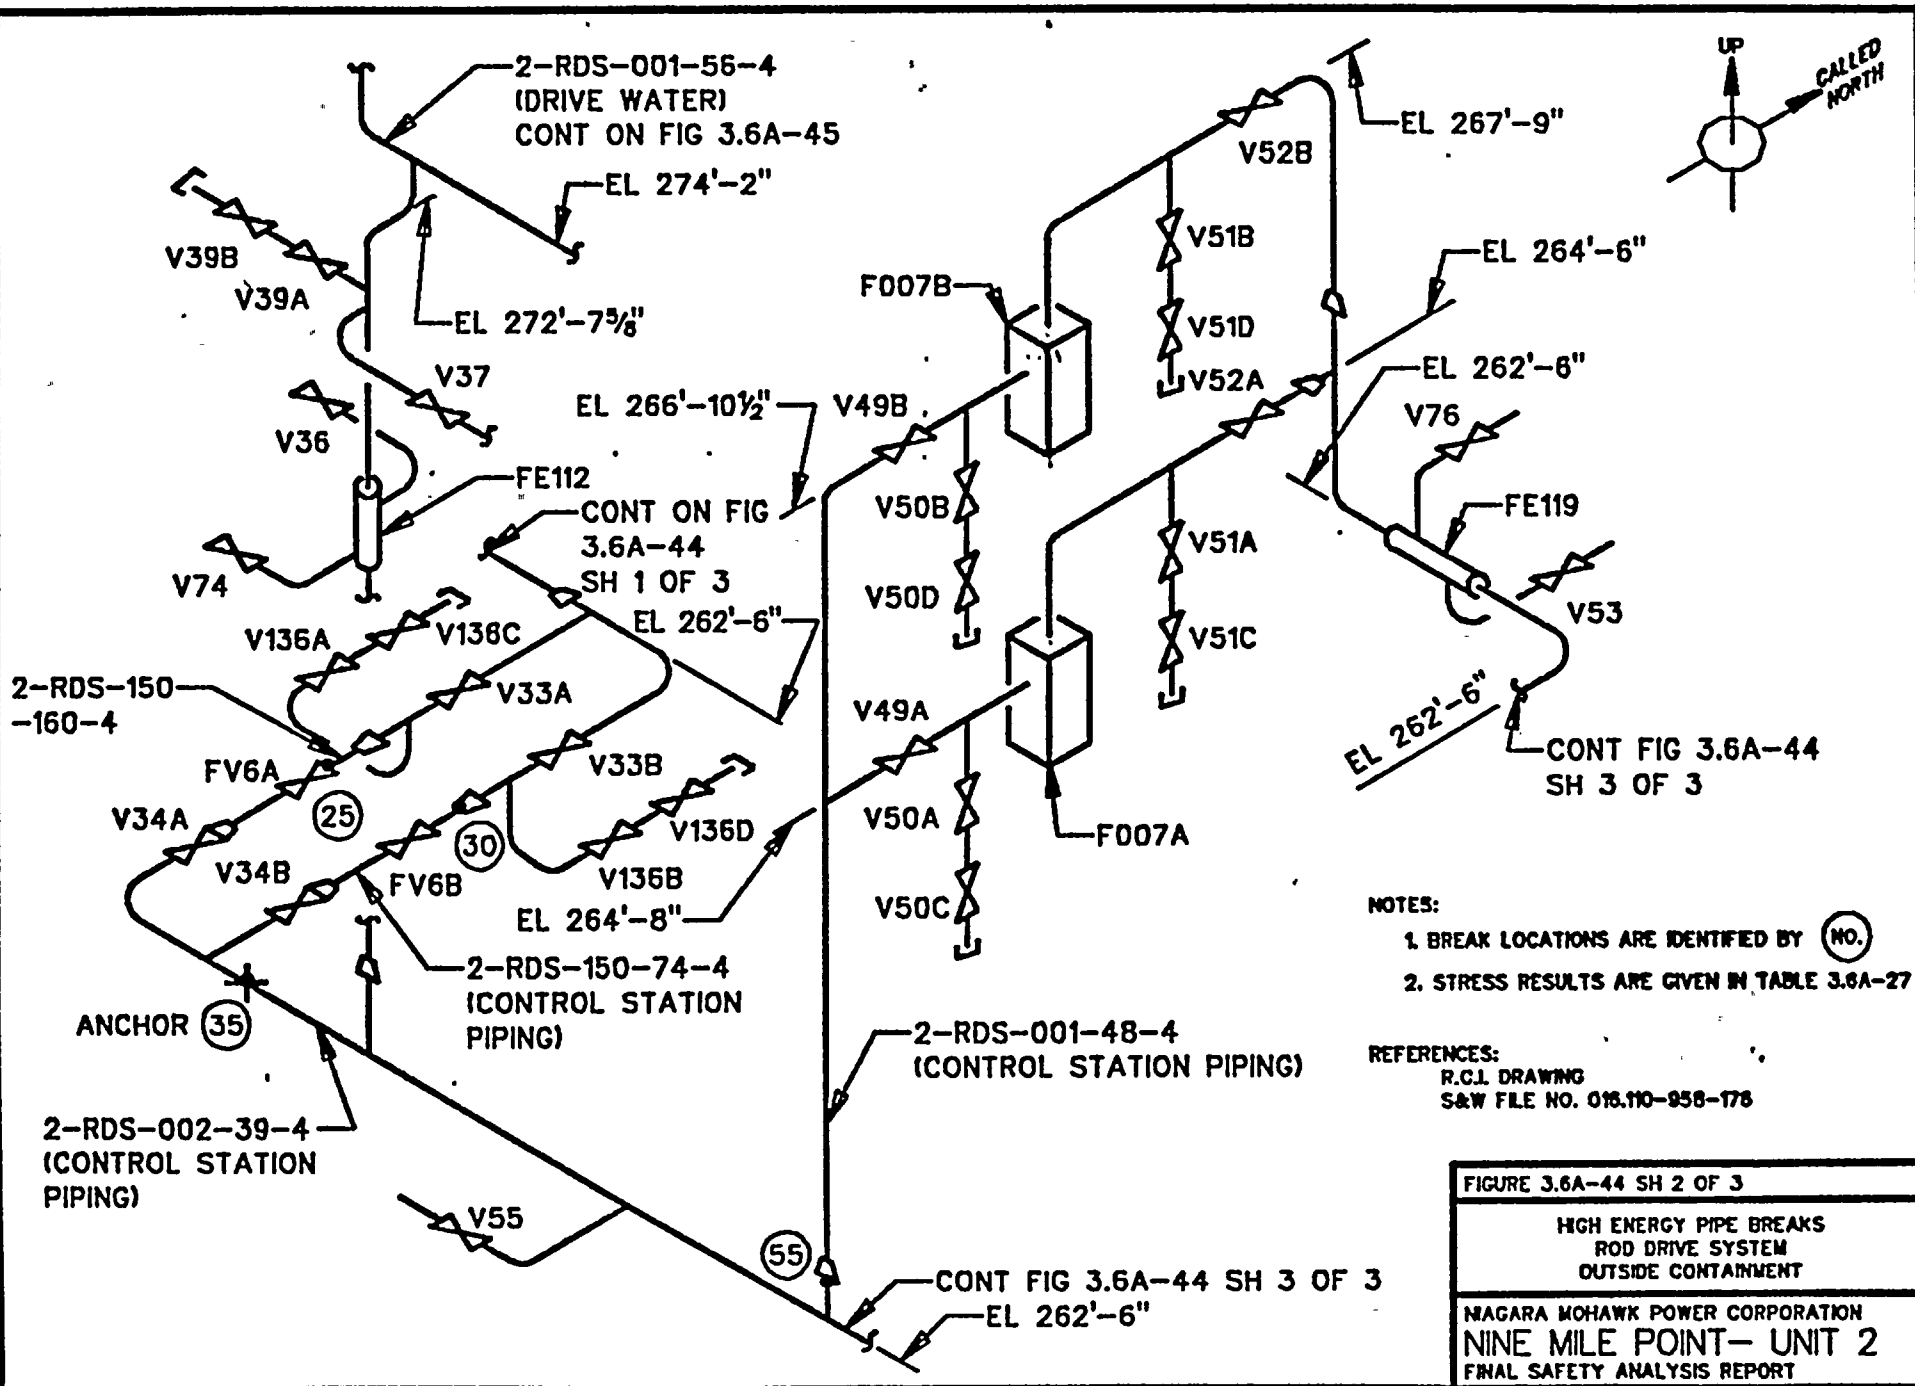 2-RDS-001-56-4
(DRIVE WATER)
CONT ON FIG 3.6A-45
EL 274'-2"
V39B
V39A
EL 272'-7⅝"
V37
V36
FE112
V74
CONT ON FIG
3.6A-44
SH 1 OF 3
EL 262'-6"
V136A
V136C
2-RDS-150
-160-4
V33A
FV6A
25
V34A
V34B
V33B
30
FV6B
V136D
V136B
EL 264'-8"
2-RDS-150-74-4
(CONTROL STATION
PIPING)
ANCHOR 35
2-RDS-002-39-4
(CONTROL STATION
PIPING)
V55
55
CONT FIG 3.6A-44 SH 3 OF 3
EL 262'-6"
2-RDS-001-48-4
(CONTROL STATION PIPING)
EL 266'-10½"
V49B
F007B
V50B
V50D
V49A
V50A
V50C
F007A
V51B
V51D
V52A
V51A
V51C
V52B
EL 267'-9"
UP
CALLED
NORTH
EL 264'-6"
EL 262'-6"
V76
FE119
V53
EL 262'-6"
CONT FIG 3.6A-44
SH 3 OF 3
NOTES:
1. BREAK LOCATIONS ARE IDENTIFIED BY NO.
2. STRESS RESULTS ARE GIVEN IN TABLE 3.6A-27
REFERENCES:
R.C.I. DRAWING
S&W FILE NO. 016.110-958-178
FIGURE 3.6A-44 SH 2 OF 3
HIGH ENERGY PIPE BREAKS
ROD DRIVE SYSTEM
OUTSIDE CONTAINMENT
NIAGARA MOHAWK POWER CORPORATION
NINE MILE POINT- UNIT 2
FINAL SAFETY ANALYSIS REPORT